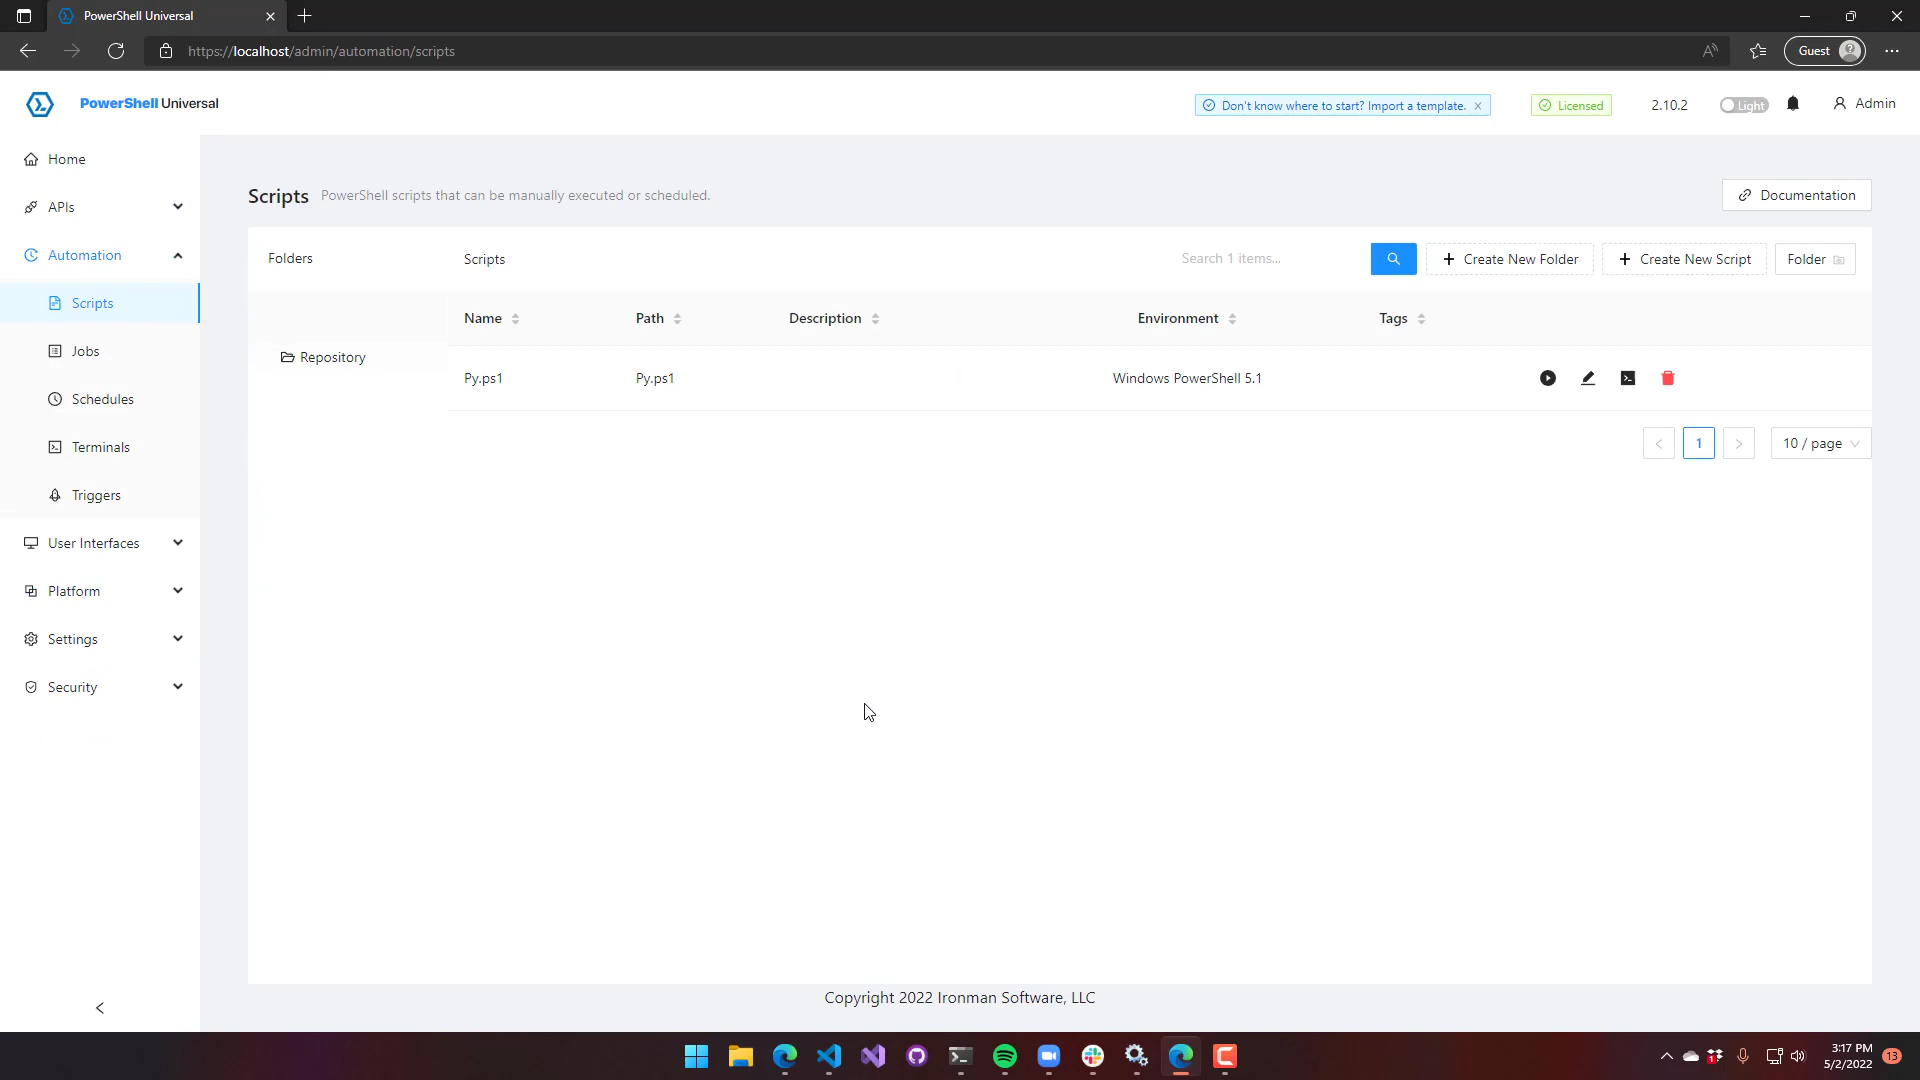 PowerShell Universal
https://localhost/admin/automation/scripts
Guest
PowerShell Universal
Don't know where to start? Import a template.
Licensed
2.10.2
Light
Admin
Home
APIs
Automation
Scripts
Jobs
Schedules
Terminals
Triggers
User Interfaces
Platform
Settings
Security
Scripts PowerShell scripts that can be manually executed or scheduled.
Documentation
Folders
Scripts
Search 1 items...
Create New Folder
Create New Script
Folder
Name Path Description Environment Tags
Repository
Py.ps1 Py.ps1 Windows PowerShell 5.1
1
10 / page
Copyright 2022 Ironman Software, LLC
3:17 PM
5/2/2022
13